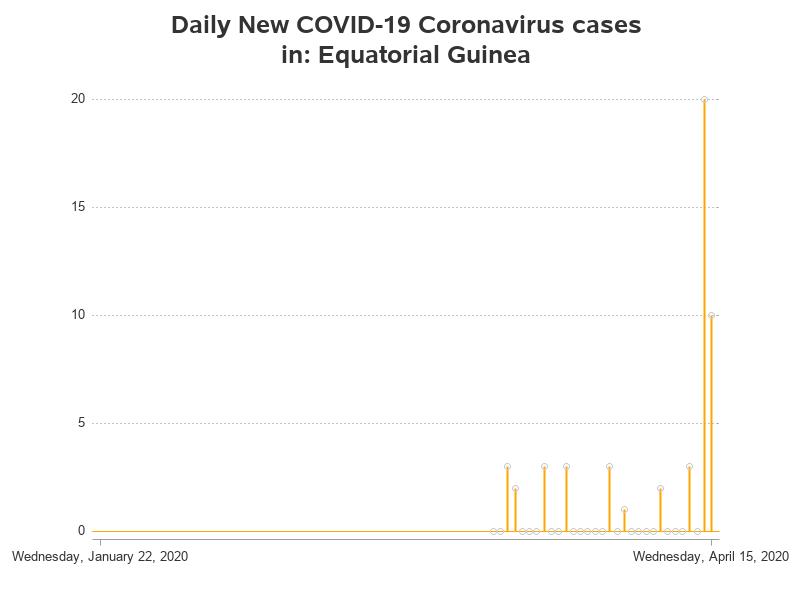 Daily New COVID-19 Coronavirus cases
in: Equatorial Guinea
20
15
10
5
0
Wednesday, January 22, 2020
Wednesday, April 15, 2020